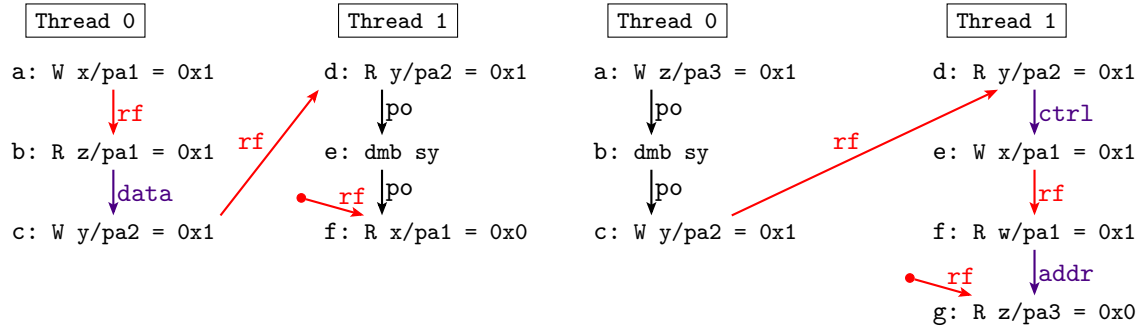 Thread 0
Thread 1
a: W x/pa1 = 0x1
d: R y/pa2 = 0x1
rf
po
rf
b: R z/pa1 = 0x1
e: dmb sy
data
po
rf
c: W y/pa2 = 0x1
f: R x/pa1 = 0x0
Thread 0
Thread 1
a: W z/pa3 = 0x1
d: R y/pa2 = 0x1
po
ctrl
rf
b: dmb sy
e: W x/pa1 = 0x1
po
rf
c: W y/pa2 = 0x1
f: R w/pa1 = 0x1
rf
addr
g: R z/pa3 = 0x0